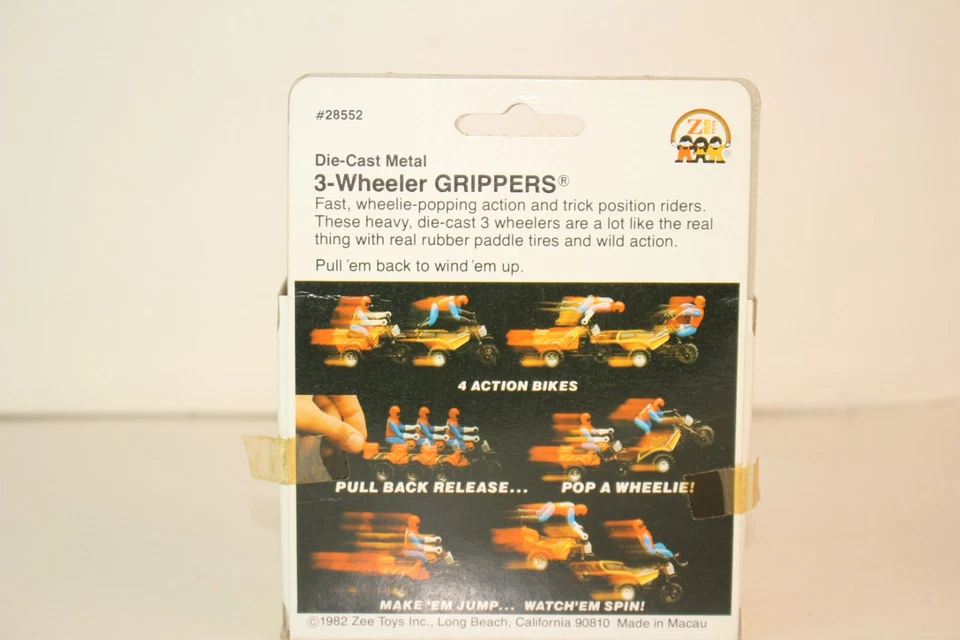 #28552
ZEE
®
Die-Cast Metal
3-Wheeler GRIPPERS®
Fast, wheelie-popping action and trick position riders.
These heavy, die-cast 3 wheelers are a lot like the real
thing with real rubber paddle tires and wild action.
Pull 'em back to wind 'em up.
4 ACTION BIKES
PULL BACK RELEASE... POP A WHEELIE!
MAKE 'EM JUMP... WATCH 'EM SPIN!
©1982 Zee Toys Inc., Long Beach, California 90810 Made in Macau